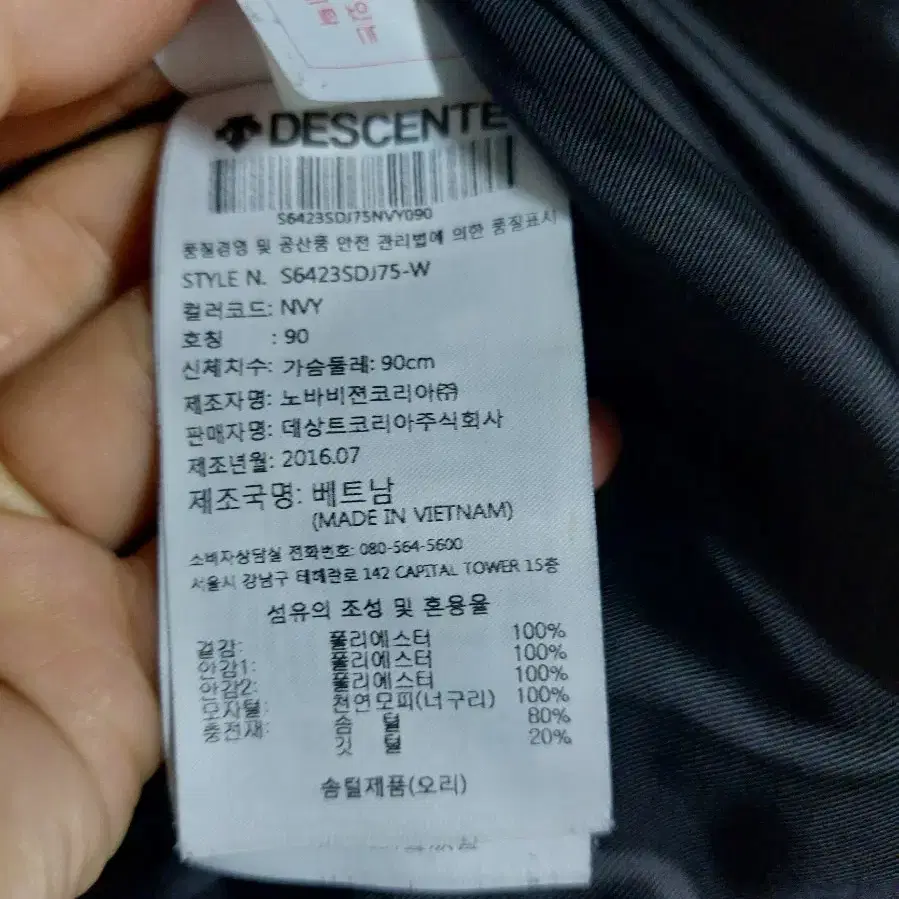 DESCENTE
S6423SDJ75NVY090
품질경영 및 공산품 안전 관리법에 의한 품질표시
STYLE N. S6423SDJ75-W
컬러코드: NVY
호칭 : 90
신체치수: 가슴둘레: 90cm
제조자명: 노바비젼코리아㈜
판매자명: 데상트코리아주식회사
제조년월: 2016.07
제조국명: 베트남
(MADE IN VIETNAM)
소비자상담실 전화번호: 080-564-5600
서울시 강남구 테헤란로 142 CAPITAL TOWER 15층
섬유의 조성 및 혼용율
겉감: 폴리에스터 100%
안감1: 폴리에스터 100%
안감2: 폴리에스터 100%
모자털: 천연모피(너구리) 100%
충전재: 솜 털 80%
깃 털 20%
솜털제품(오리)